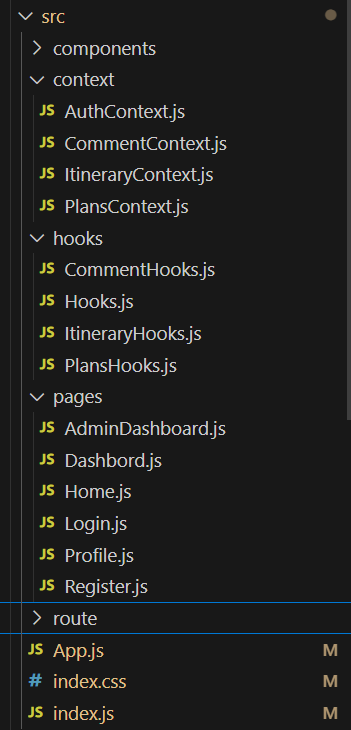 src
components
context
JS AuthContext.js
JS CommentContext.js
JS ItineraryContext.js
JS PlansContext.js
hooks
JS CommentHooks.js
JS Hooks.js
JS ItineraryHooks.js
JS PlansHooks.js
pages
JS AdminDashboard.js
JS Dashbord.js
JS Home.js
JS Login.js
JS Profile.js
JS Register.js
route
JS App.js M
# index.css M
JS index.js M